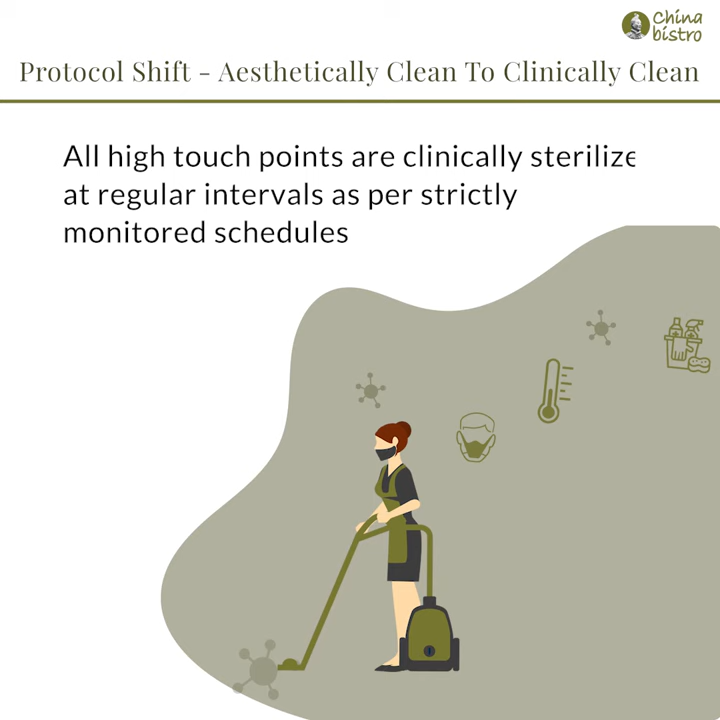 China
bistro
Protocol Shift - Aesthetically Clean To Clinically Clean
All high touch points are clinically sterilize
at regular intervals as per strictly
monitored schedules